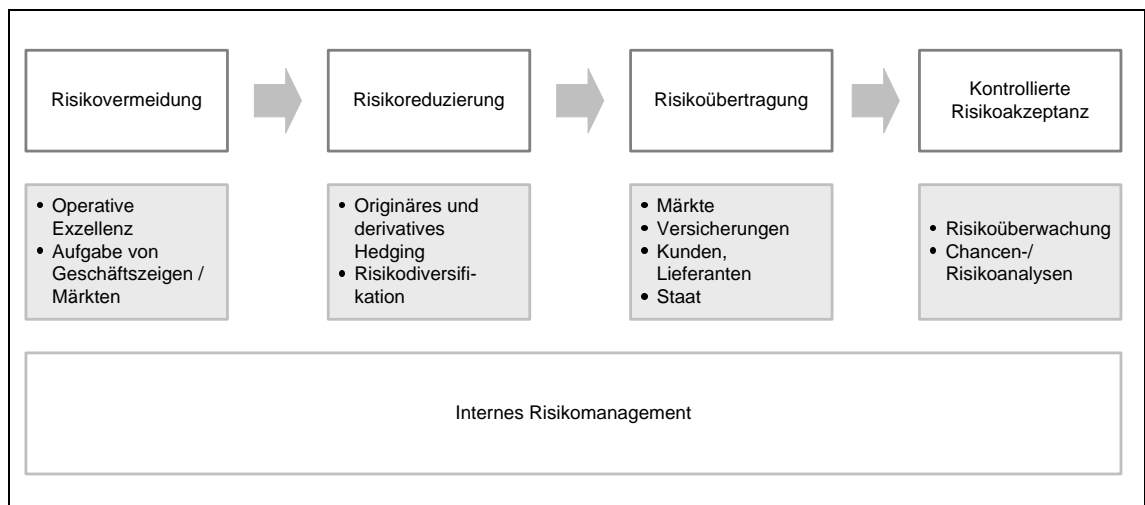 Risikovermeidung
Risikoreduzierung
Risikoübertragung
Kontrollierte
Risikoakzeptanz
• Operative
Exzellenz
• Aufgabe von
Geschäftszeigen /
Märkten
• Originäres und
derivatives
Hedging
• Risikodiversifi-
kation
• Märkte
• Versicherungen
• Kunden,
Lieferanten
• Staat
• Risikoüberwachung
• Chancen-/
Risikoanalysen
Internes Risikomanagement